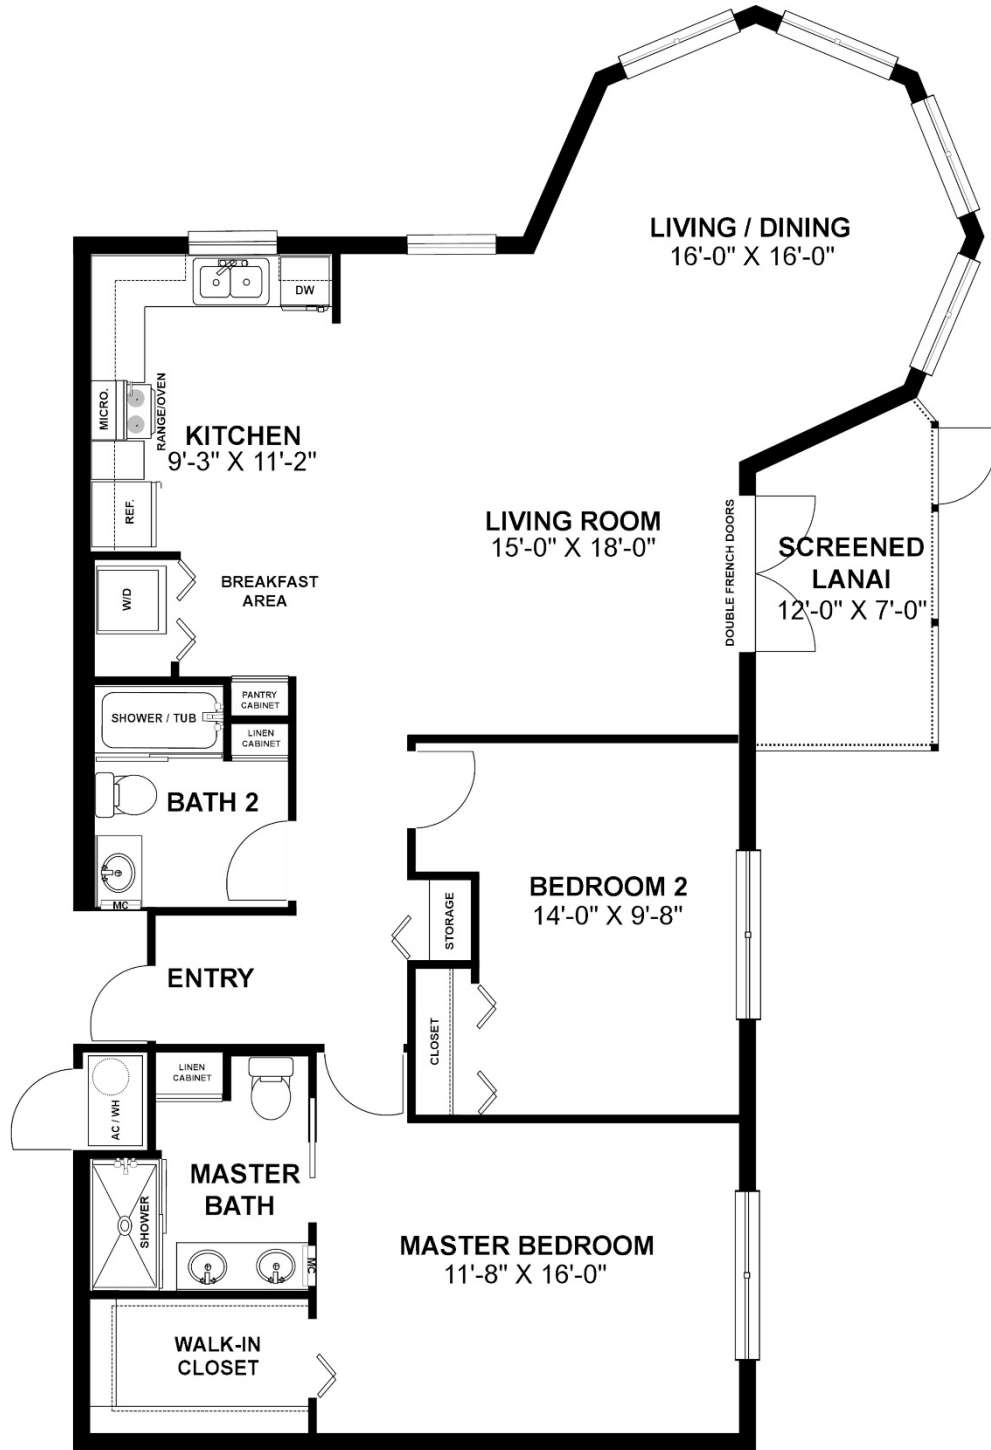 LIVING / DINING
16'-0" X 16'-0"
DW
MICRO.
RANGE/OVEN
KITCHEN
9'-3" X 11'-2"
REF.
LIVING ROOM
15'-0" X 18'-0"
DOUBLE FRENCH DOORS
SCREENED
LANAI
12'-0" X 7'-0"
W/D
BREAKFAST
AREA
PANTRY
CABINET
SHOWER / TUB
LINEN
CABINET
BATH 2
MC
BEDROOM 2
14'-0" X 9'-8"
STORAGE
ENTRY
CLOSET
AC / WH
LINEN
CABINET
MASTER
BATH
SHOWER
MC
MASTER BEDROOM
11'-8" X 16'-0"
WALK-IN
CLOSET